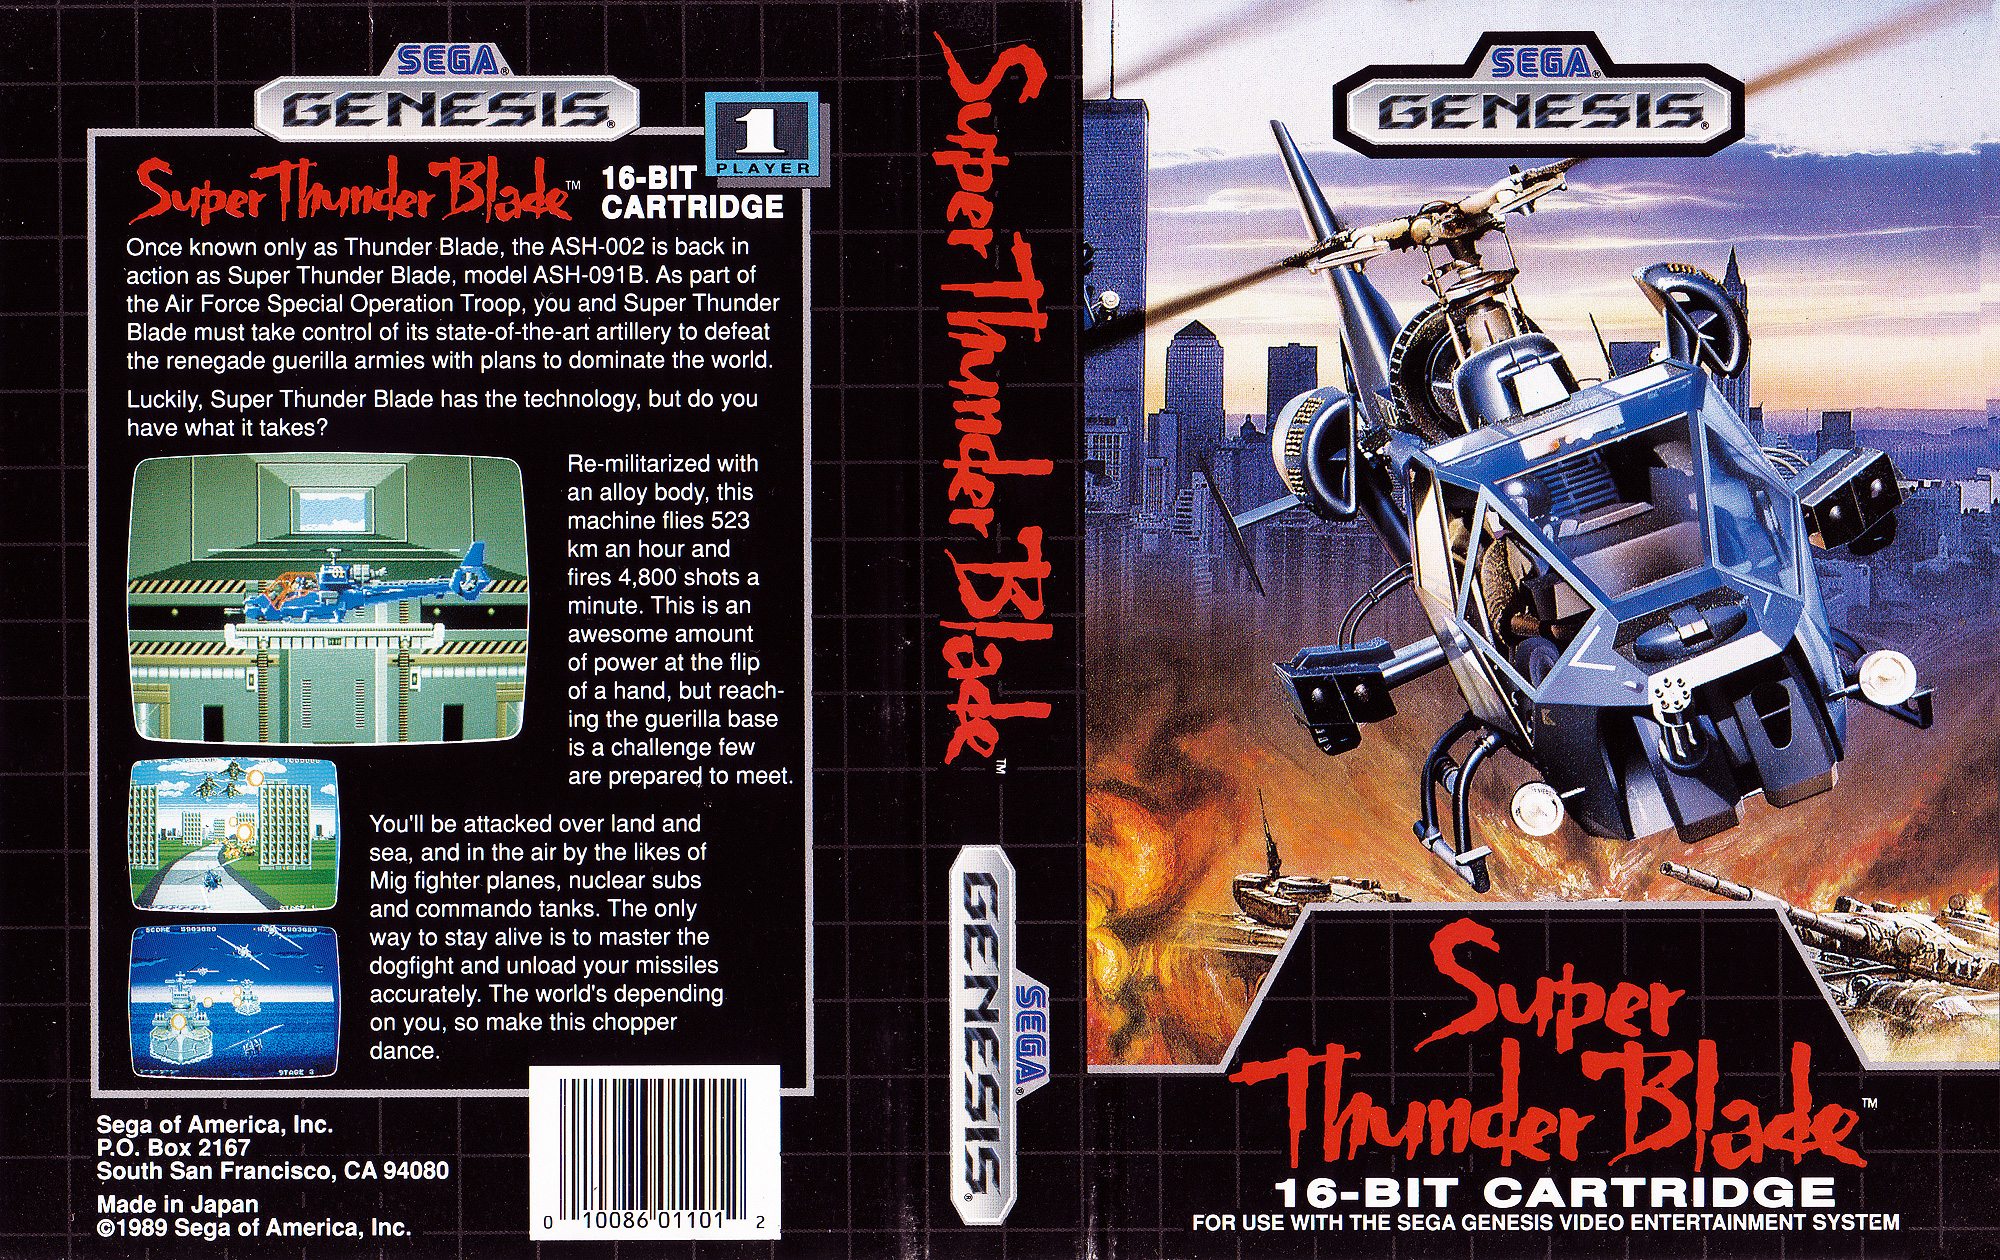 SEGA®
GENESIS®
1
PLAYER
Super Thunder Blade™
16-BIT
CARTRIDGE
Once known only as Thunder Blade, the ASH-002 is back in
action as Super Thunder Blade, model ASH-091B. As part of
the Air Force Special Operation Troop, you and Super Thunder
Blade must take control of its state-of-the-art artillery to defeat
the renegade guerilla armies with plans to dominate the world.
Luckily, Super Thunder Blade has the technology, but do you
have what it takes?
Re-militarized with
an alloy body, this
machine flies 523
km an hour and
fires 4,800 shots a
minute. This is an
awesome amount
of power at the flip
of a hand, but reach-
ing the guerilla base
is a challenge few
are prepared to meet.
You'll be attacked over land and
sea, and in the air by the likes of
Mig fighter planes, nuclear subs
and commando tanks. The only
way to stay alive is to master the
dogfight and unload your missiles
accurately. The world's depending
on you, so make this chopper
dance.
STAGE 1
SCORE
STAGE 3
Sega of America, Inc.
P.O. Box 2167
South San Francisco, CA 94080
Made in Japan
©1989 Sega of America, Inc.
0 10086 01101 2
Super Thunder Blade™
SEGA®
GENESIS®
SEGA®
GENESIS®
Super
Thunder Blade™
16-BIT CARTRIDGE
FOR USE WITH THE SEGA GENESIS VIDEO ENTERTAINMENT SYSTEM